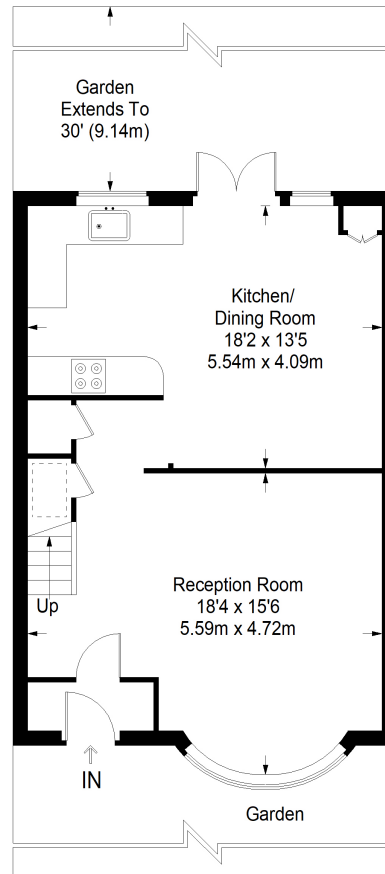 Garden
Extends To
30' (9.14m)
Kitchen/
Dining Room
18'2 x 13'5
5.54m x 4.09m
Reception Room
18'4 x 15'6
5.59m x 4.72m
Up
IN
Garden